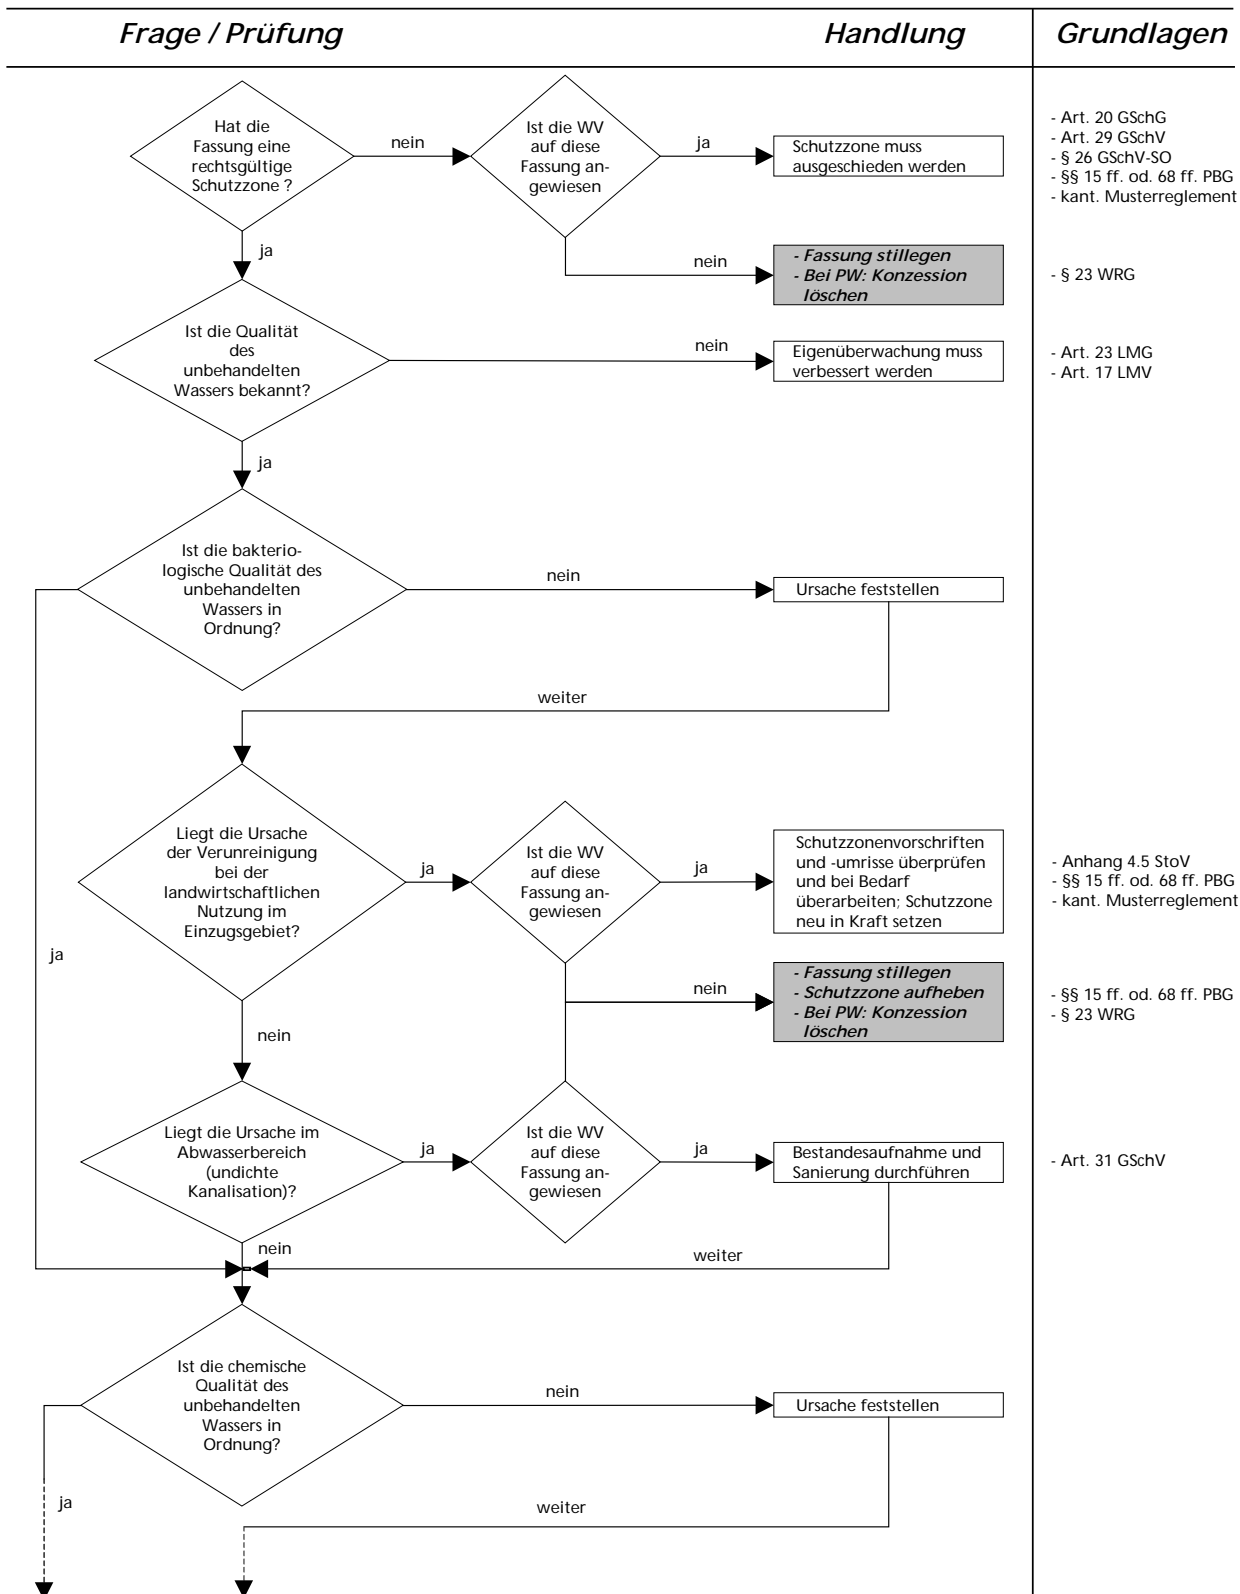 Frage / Prüfung
Handlung
Grundlagen
Hat die
Fassung eine
rechtsgültige
Schutzzone ?
nein
Ist die WV
auf diese
Fassung an-
gewiesen
ja
Schutzzone muss
ausgeschieden werden
- Art. 20 GSchG
- Art. 29 GSchV
- § 26 GSchV-SO
- §§ 15 ff. od. 68 ff. PBG
- kant. Musterreglement
ja
nein
- Fassung stillegen
- Bei PW: Konzession
löschen
- § 23 WRG
Ist die Qualität
des
unbehandelten
Wassers bekannt?
nein
Eigenüberwachung muss
verbessert werden
- Art. 23 LMG
- Art. 17 LMV
ja
Ist die bakterio-
logische Qualität des
unbehandelten
Wassers in
Ordnung?
nein
Ursache feststellen
weiter
Liegt die Ursache
der Verunreinigung
bei der
landwirtschaftlichen
Nutzung im
Einzugsgebiet?
ja
Ist die WV
auf diese
Fassung an-
gewiesen
ja
Schutzzonenvorschriften
und -umrisse überprüfen
und bei Bedarf
überarbeiten; Schutzzone
neu in Kraft setzen
- Anhang 4.5 StoV
- §§ 15 ff. od. 68 ff. PBG
- kant. Musterreglement
ja
nein
- Fassung stillegen
- Schutzzone aufheben
- Bei PW: Konzession
löschen
- §§ 15 ff. od. 68 ff. PBG
- § 23 WRG
nein
Liegt die Ursache im
Abwasserbereich
(undichte
Kanalisation)?
ja
Ist die WV
auf diese
Fassung an-
gewiesen
ja
Bestandesaufnahme und
Sanierung durchführen
- Art. 31 GSchV
nein
weiter
Ist die chemische
Qualität des
unbehandelten
Wassers in
Ordnung?
nein
Ursache feststellen
ja
weiter